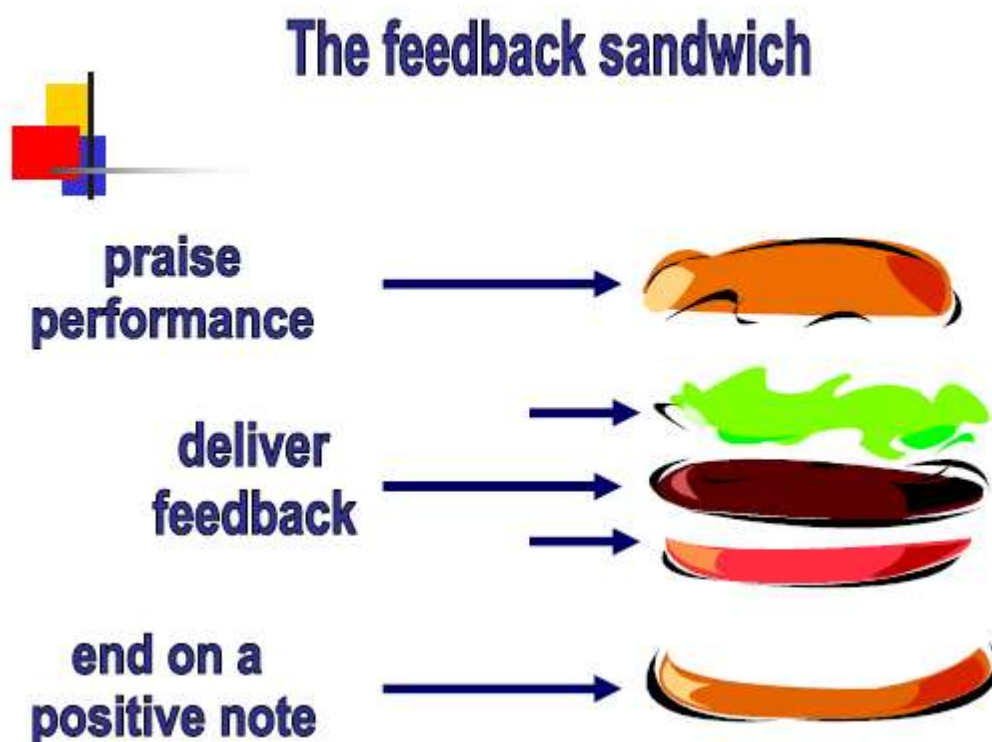 The feedback sandwich
praise
performance
deliver
feedback
end on a
positive note